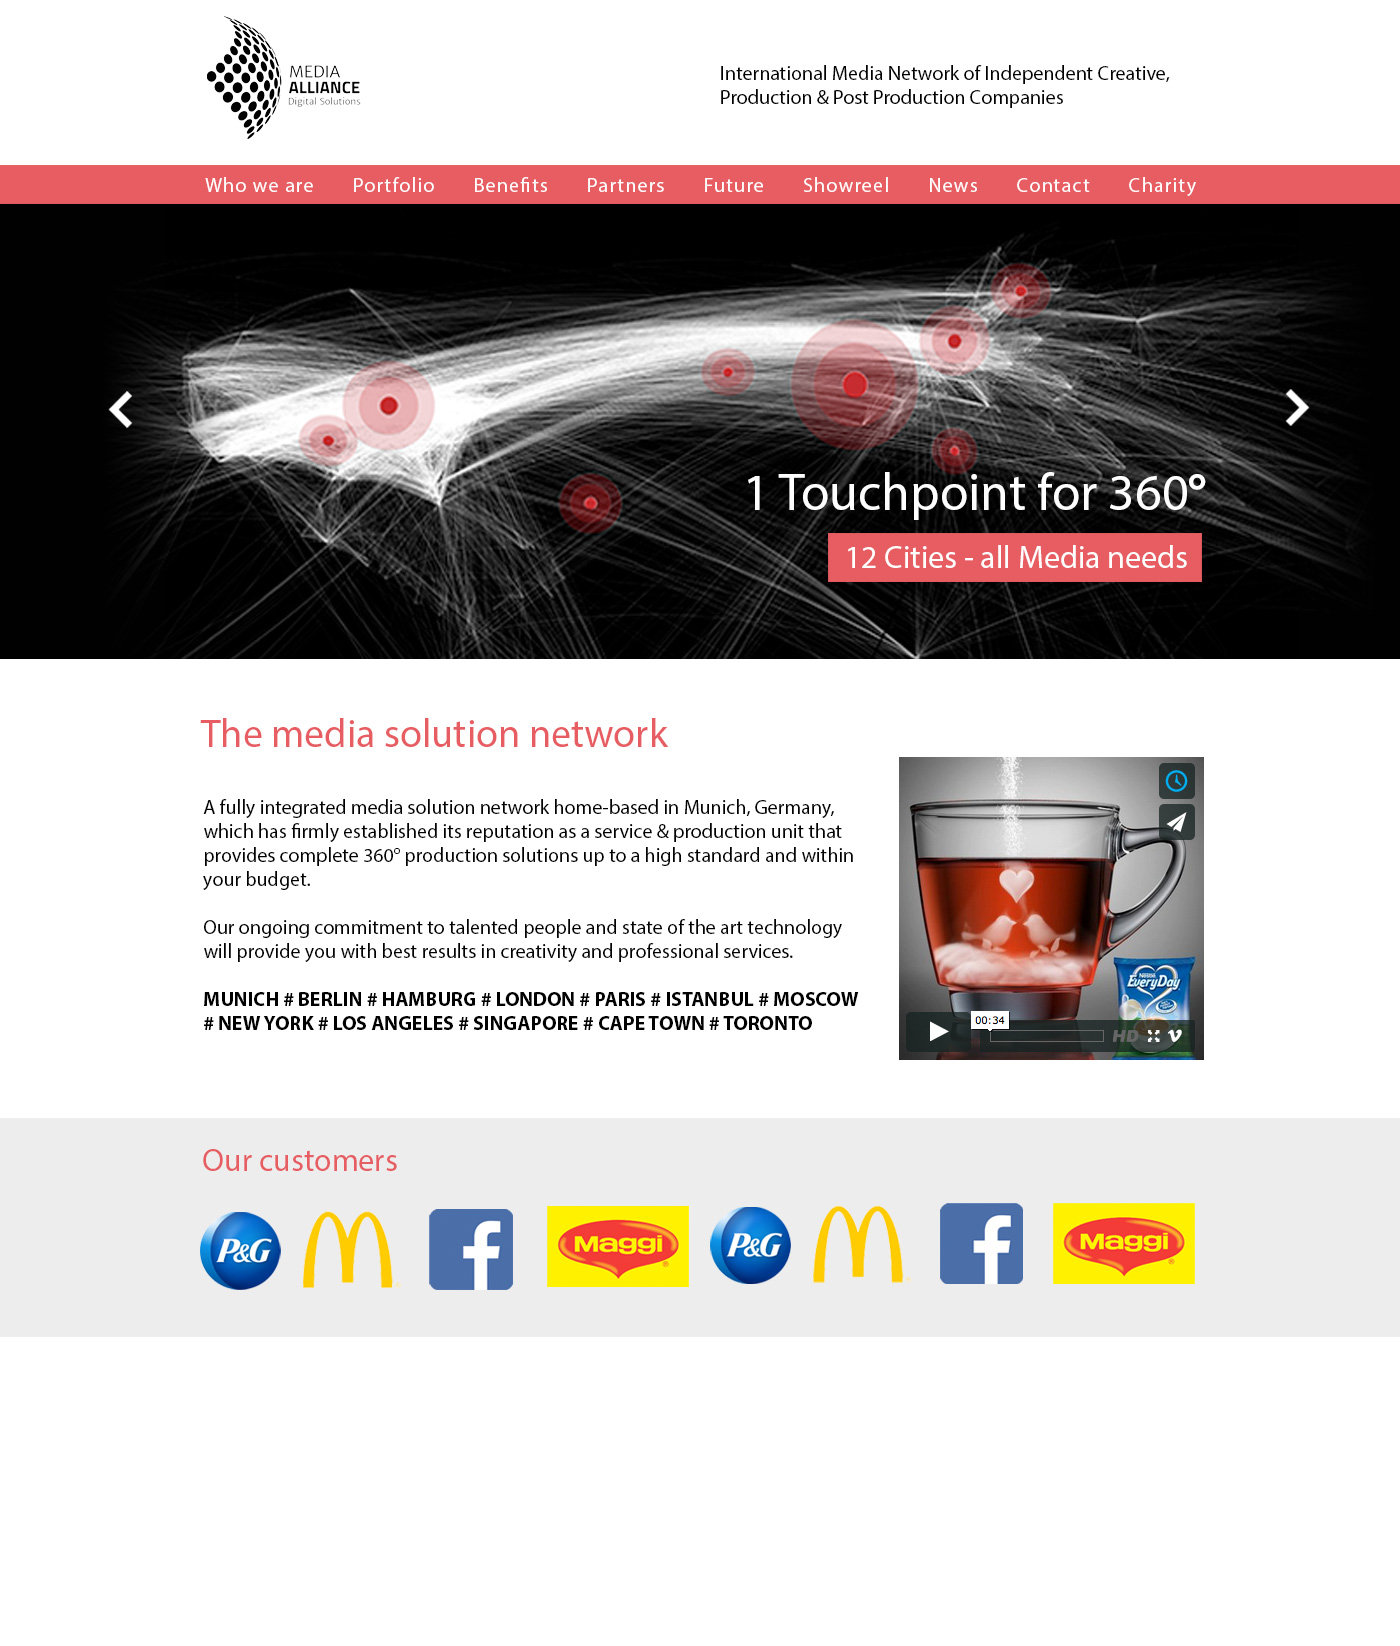 MEDIA
ALLIANCE
Digital Solutions
International Media Network of Independent Creative,
Production & Post Production Companies
Who we are Portfolio Benefits Partners Future Showreel News Contact Charity
1 Touchpoint for 360°
12 Cities - all Media needs
The media solution network
A fully integrated media solution network home-based in Munich, Germany,
which has firmly established its reputation as a service & production unit that
provides complete 360° production solutions up to a high standard and within
your budget.
Our ongoing commitment to talented people and state of the art technology
will provide you with best results in creativity and professional services.
MUNICH # BERLIN # HAMBURG # LONDON # PARIS # ISTANBUL # MOSCOW
# NEW YORK # LOS ANGELES # SINGAPORE # CAPE TOWN # TORONTO
Nestlé
EveryDay
00:34
HD
Our customers
P&G Maggi P&G Maggi